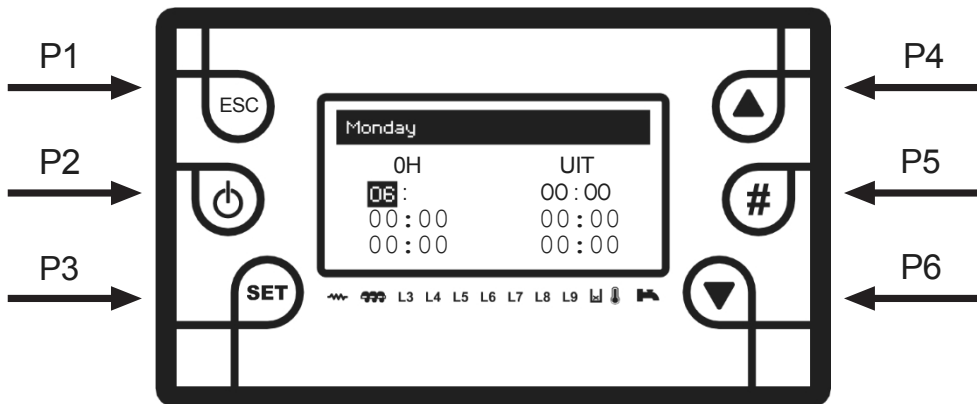 P1
P4
ESC
Monday
0H UIT
P2
06: 00:00
P5
#
00:00 00:00
00:00 00:00
P3
SET
L3 L4 L5 L6 L7 L8 L9
P6